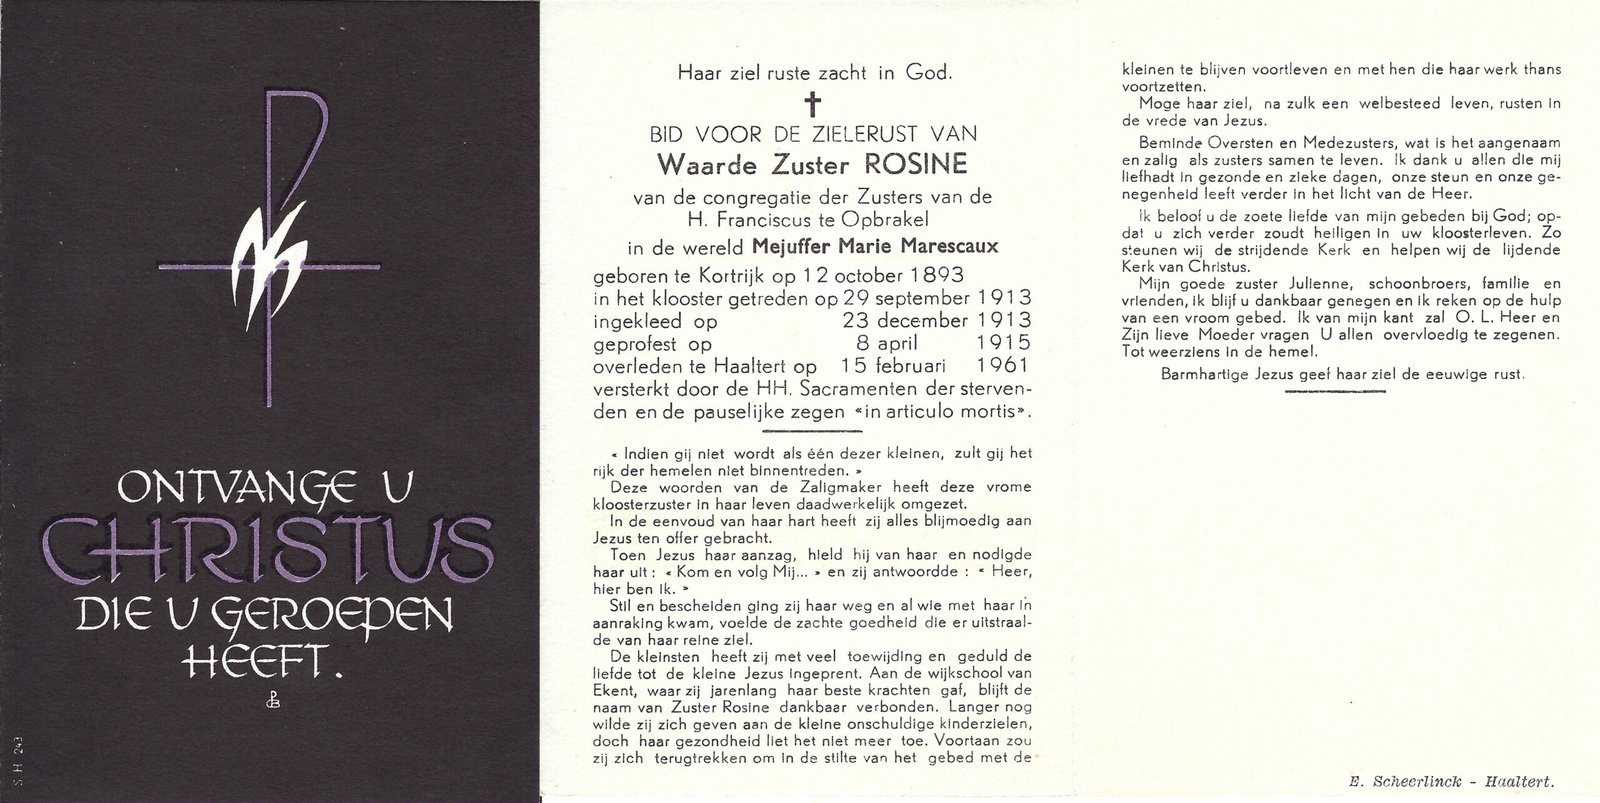 ONTVANGE U
CHRISTUS
DIE U GEROEPEN
HEEFT.
S. H 243
Haar ziel ruste zacht in God.
✝
BID VOOR DE ZIELERUST VAN
Waarde Zuster ROSINE
van de congregatie der Zusters van de
H. Franciscus te Opbrakel
in de wereld Mejuffer Marie Marescaux
geboren te Kortrijk op 12 october 1893
in het klooster getreden op 29 september 1913
ingekleed op 23 december 1913
geprofest op 8 april 1915
overleden te Haaltert op 15 februari 1961
versterkt door de HH. Sacramenten der sterven-
den en de pauselijke zegen «in articulo mortis».
« Indien gij niet wordt als één dezer kleinen, zult gij het
rijk der hemelen niet binnentreden. »
Deze woorden van de Zaligmaker heeft deze vrome
kloosterzuster in haar leven daadwerkelijk omgezet.
In de eenvoud van haar hart heeft zij alles blijmoedig aan
Jezus ten offer gebracht.
Toen Jezus haar aanzag, hield hij van haar en nodigde
haar uit : « Kom en volg Mij... » en zij antwoordde : « Heer,
hier ben ik. »
Stil en bescheiden ging zij haar weg en al wie met haar in
aanraking kwam, voelde de zachte goedheid die er uitstraal-
de van haar reine ziel.
De kleinsten heeft zij met veel toewijding en geduld de
liefde tot de kleine Jezus ingeprent. Aan de wijkschool van
Ekent, waar zij jarenlang haar beste krachten gaf, blijft de
naam van Zuster Rosine dankbaar verbonden. Langer nog
wilde zij zich geven aan de kleine onschuldige kinderzielen,
doch haar gezondheid liet het niet meer toe. Voortaan zou
zij zich terugtrekken om in de stilte van het gebed met de
kleinen te blijven voortleven en met hen die haar werk thans
voortzetten.
Moge haar ziel, na zulk een welbesteed leven, rusten in
de vrede van Jezus.
Beminde Oversten en Medezusters, wat is het aangenaam
en zalig als zusters samen te leven. Ik dank u allen die mij
liefhadt in gezonde en zieke dagen, onze steun en onze ge-
negenheid leeft verder in het licht van de Heer.
Ik beloof u de zoete liefde van mijn gebeden bij God; op-
dat u zich verder zoudt heiligen in uw kloosterleven. Zo
steunen wij de strijdende Kerk en helpen wij de lijdende
Kerk van Christus.
Mijn goede zuster Julienne, schoonbroers, familie en
vrienden, ik blijf u dankbaar genegen en ik reken op de hulp
van een vroom gebed. Ik van mijn kant zal O. L. Heer en
Zijn lieve Moeder vragen U allen overvloedig te zegenen.
Tot weerziens in de hemel.
Barmhartige Jezus geef haar ziel de eeuwige rust.
E. Scheerlinck - Haaltert.